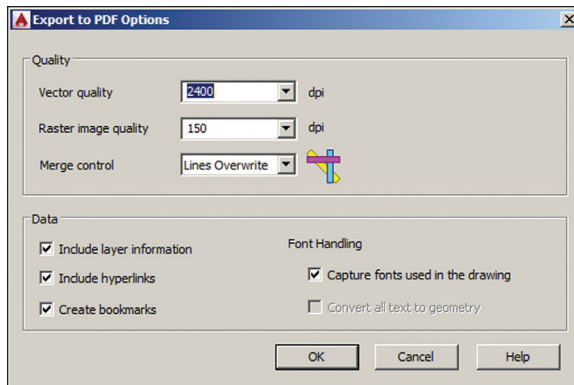 Export to PDF Options
Quality
Vector quality 2400 dpi
Raster image quality 150 dpi
Merge control Lines Overwrite
Data
Include layer information
Include hyperlinks
Create bookmarks
Font Handling
Capture fonts used in the drawing
Convert all text to geometry
OK Cancel Help